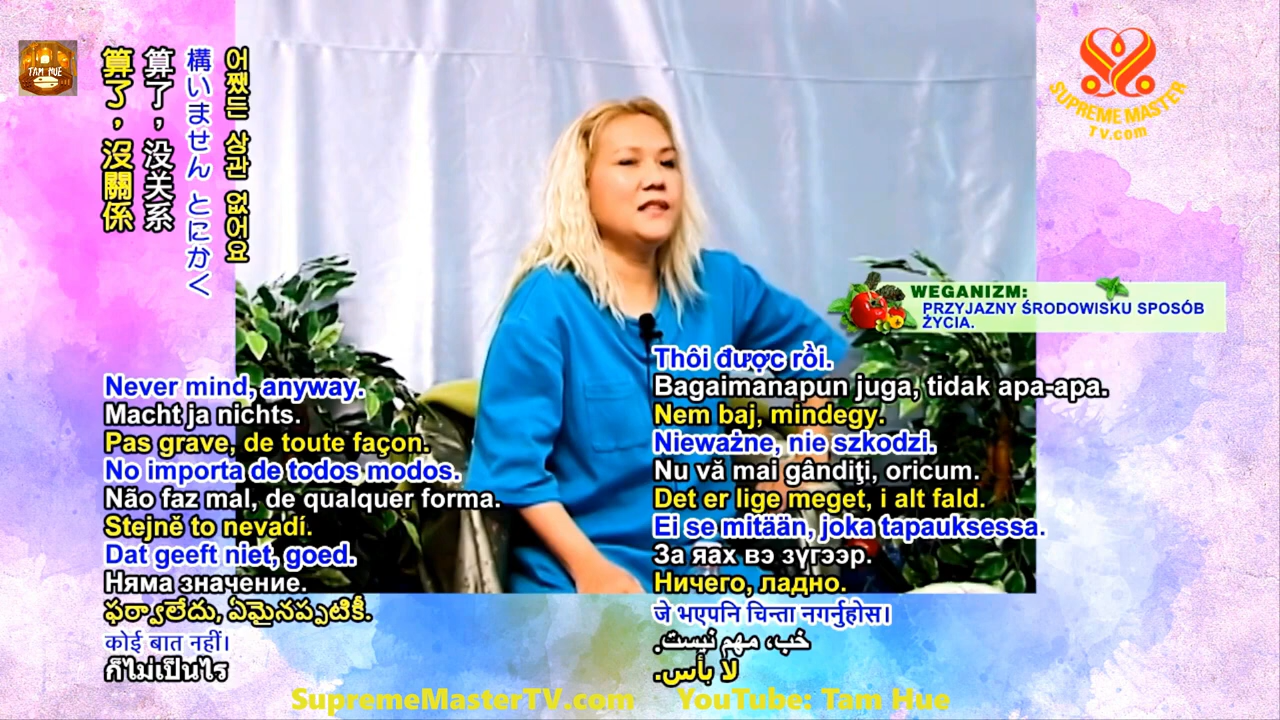 TAM HUE
算了，沒關係
算了，没关系
構いません とにかく
어쨌든 상관 없어요
SUPREME MASTER
TV.com
WEGANIZM:
PRZYJAZNY ŚRODOWISKU SPOSÓB
ŻYCIA.
Never mind, anyway.
Macht ja nichts.
Pas grave, de toute façon.
No importa de todos modos.
Não faz mal, de qualquer forma.
Stejně to nevadí.
Dat geeft niet, goed.
Няма значение.
ఫర్వాలేదు, ఏమైనప్పటికీ.
कोई बात नहीं।
ก็ไม่เป็นไร
Thôi được rồi.
Bagaimanapun juga, tidak apa-apa.
Nem baj, mindegy.
Nieważne, nie szkodzi.
Nu vă mai gândiţi, oricum.
Det er lige meget, i alt fald.
Ei se mitään, joka tapauksessa.
За яах вэ зүгээр.
Ничего, ладно.
जे भएपनि चिन्ता नगर्नुहोस।
خب، مهم نیست.
لا بأس.
SupremeMasterTV.com
YouTube: Tam Hue